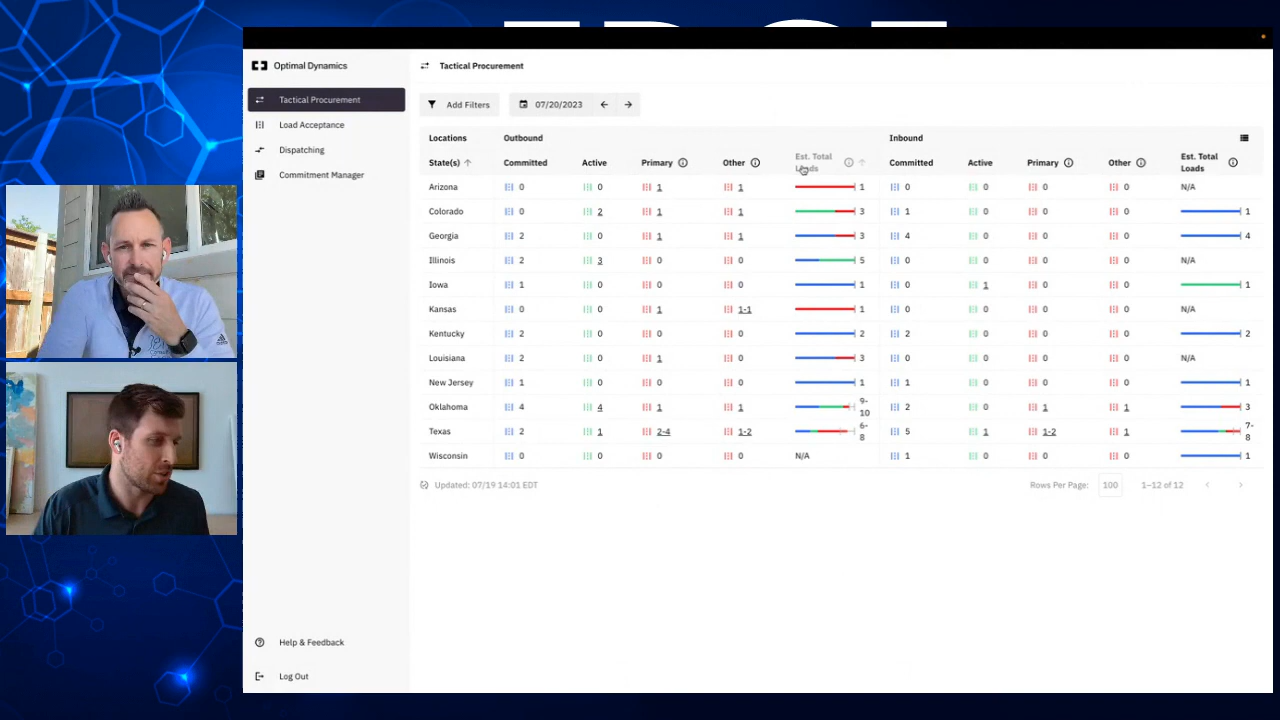 Optimal Dynamics
Tactical Procurement
Load Acceptance
Dispatching
Commitment Manager
Help & Feedback
Log Out
Tactical Procurement
Add Filters 07/20/2023
Locations Outbound Inbound
State(s) Committed Active Primary Other Est. Total Loads Committed Active Primary Other Est. Total Loads
Arizona 0 0 1 1 1 0 0 0 0 N/A
Colorado 0 2 1 1 3 1 0 0 0 1
Georgia 2 0 1 1 3 4 0 0 0 4
Illinois 2 3 0 0 5 0 0 0 0 N/A
Iowa 1 0 0 0 1 0 1 0 0 1
Kansas 0 0 1 1-1 1 0 0 0 0 N/A
Kentucky 2 0 0 0 2 2 0 0 0 2
Louisiana 2 0 1 0 3 0 0 0 0 N/A
New Jersey 1 0 0 0 1 1 0 0 0 1
Oklahoma 4 4 1 1 9-10 2 0 1 1 3
Texas 2 1 2-4 1-2 6-8 5 1 1-2 1 7-8
Wisconsin 0 0 0 0 N/A 1 0 0 0 1
Updated: 07/19 14:01 EDT Rows Per Page: 100 1–12 of 12